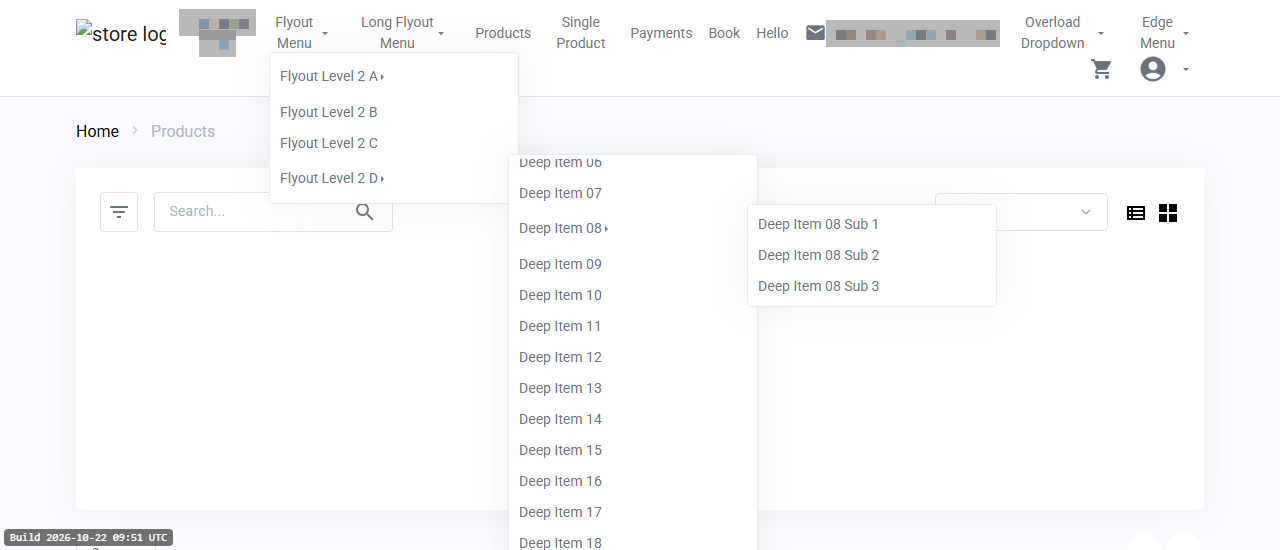 store log
Flyout Menu
Long Flyout Menu
Products
Single Product
Payments
Book
Hello
Overload Dropdown
Edge Menu
Flyout Level 2 A
Flyout Level 2 B
Flyout Level 2 C
Flyout Level 2 D
Home
Products
Search...
Deep Item 06
Deep Item 07
Deep Item 08
Deep Item 09
Deep Item 10
Deep Item 11
Deep Item 12
Deep Item 13
Deep Item 14
Deep Item 15
Deep Item 16
Deep Item 17
Deep Item 18
Deep Item 08 Sub 1
Deep Item 08 Sub 2
Deep Item 08 Sub 3
Build 2026-10-22 09:51 UTC